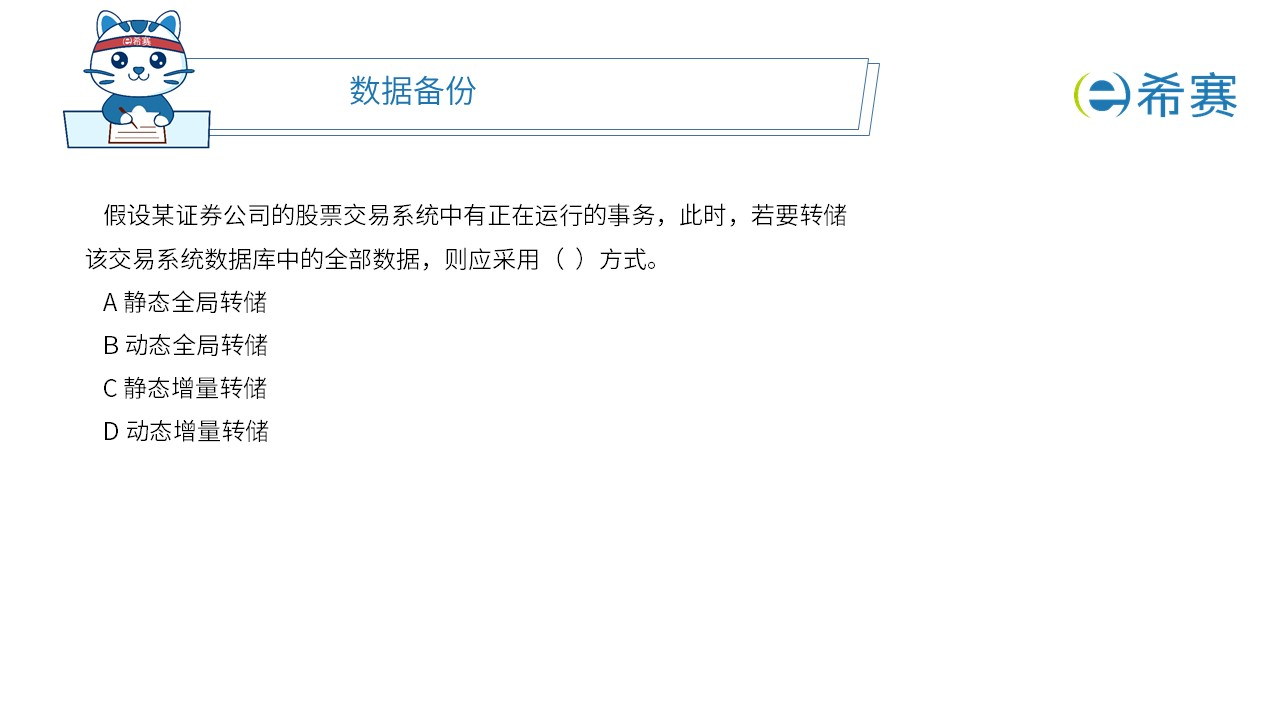 希赛
数据备份
希赛
假设某证券公司的股票交易系统中有正在运行的事务，此时，若要转储
该交易系统数据库中的全部数据，则应采用（ ）方式。
A 静态全局转储
B 动态全局转储
C 静态增量转储
D 动态增量转储